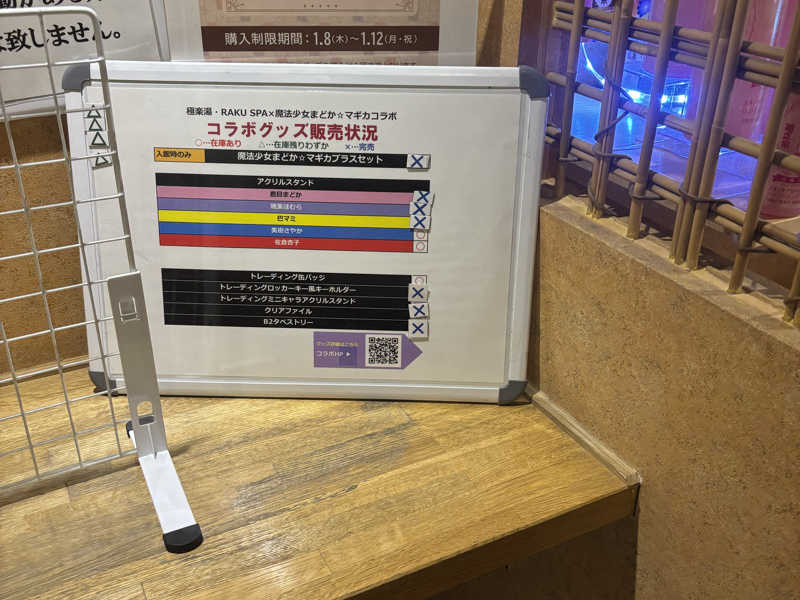 致しません。
購入制限期間：1.8(木)～1.12(月・祝)
極楽湯・RAKU SPA×魔法少女まどか☆マギカコラボ
コラボグッズ販売状況
○…在庫あり △…在庫残りわずか ×…完売
入館時のみ 魔法少女まどか☆マギカプラスセット ×
アクリルスタンド
鹿目まどか ×
暁美ほむら ×
巴マミ ×
美樹さやか ○
佐倉杏子 ○
トレーディング缶バッジ ○
トレーディングロッカーキー風キーホルダー ×
トレーディングミニキャラアクリルスタンド
クリアファイル ×
B2タペストリー ×
グッズ詳細はこちら
コラボHP ▶